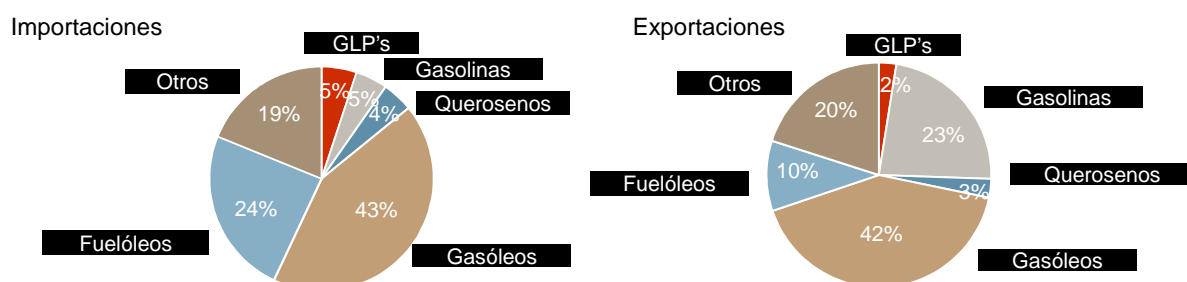 Importaciones
GLP's
Gasolinas
Querosenos
Otros
5%
5%
4%
19%
24%
43%
Fuelóleos
Gasóleos
Exportaciones
GLP's
Otros
Gasolinas
2%
20%
23%
Querosenos
Fuelóleos
10%
3%
42%
Gasóleos